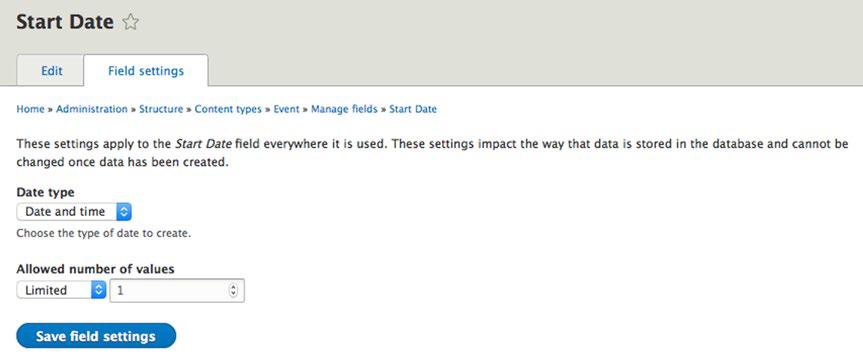 Start Date
Edit
Field settings
Home » Administration » Structure » Content types » Event » Manage fields » Start Date
These settings apply to the Start Date field everywhere it is used. These settings impact the way that data is stored in the database and cannot be
changed once data has been created.
Date type
Date and time
Choose the type of date to create.
Allowed number of values
Limited 1
Save field settings